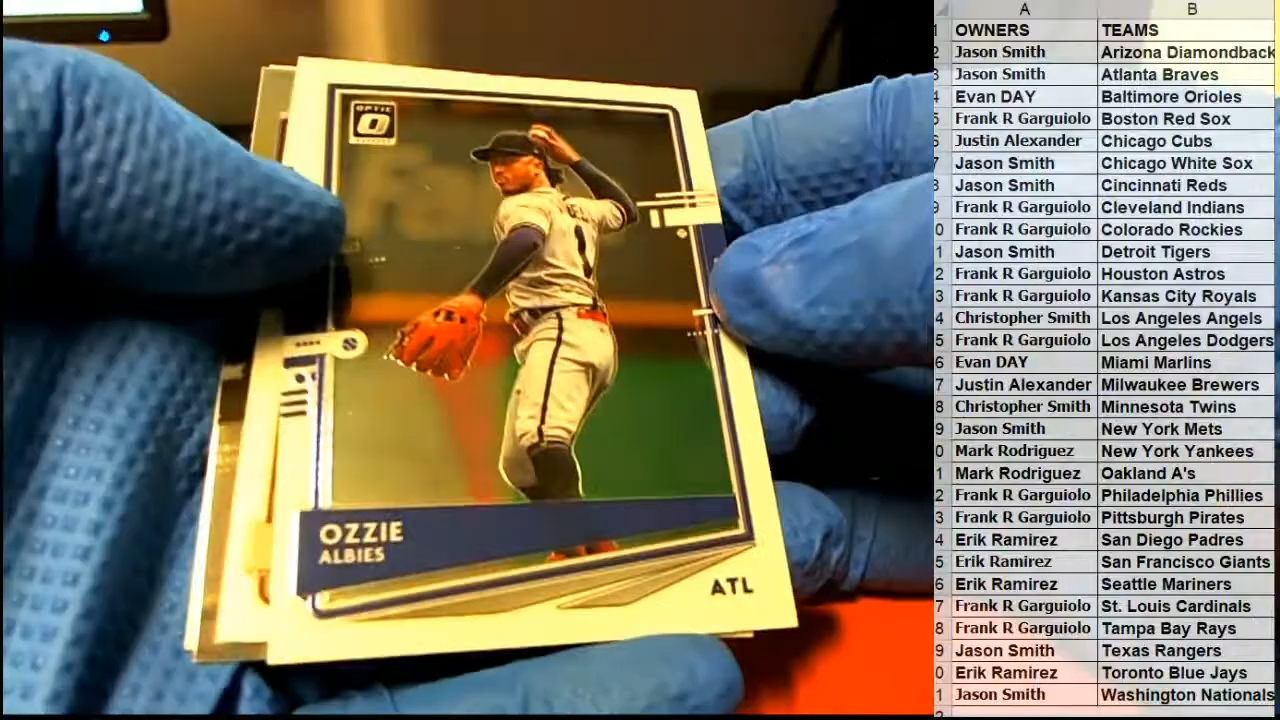 OPTIC
1
OZZIE
ALBIES
ATL
A B
OWNERS TEAMS
Jason Smith Arizona Diamondback
Jason Smith Atlanta Braves
Evan DAY Baltimore Orioles
Frank R Garguiolo Boston Red Sox
Justin Alexander Chicago Cubs
Jason Smith Chicago White Sox
Jason Smith Cincinnati Reds
Frank R Garguiolo Cleveland Indians
Frank R Garguiolo Colorado Rockies
Jason Smith Detroit Tigers
Frank R Garguiolo Houston Astros
Frank R Garguiolo Kansas City Royals
Christopher Smith Los Angeles Angels
Frank R Garguiolo Los Angeles Dodgers
Evan DAY Miami Marlins
Justin Alexander Milwaukee Brewers
Christopher Smith Minnesota Twins
Jason Smith New York Mets
Mark Rodriguez New York Yankees
Mark Rodriguez Oakland A's
Frank R Garguiolo Philadelphia Phillies
Frank R Garguiolo Pittsburgh Pirates
Erik Ramirez San Diego Padres
Erik Ramirez San Francisco Giants
Erik Ramirez Seattle Mariners
Frank R Garguiolo St. Louis Cardinals
Frank R Garguiolo Tampa Bay Rays
Jason Smith Texas Rangers
Erik Ramirez Toronto Blue Jays
Jason Smith Washington Nationals